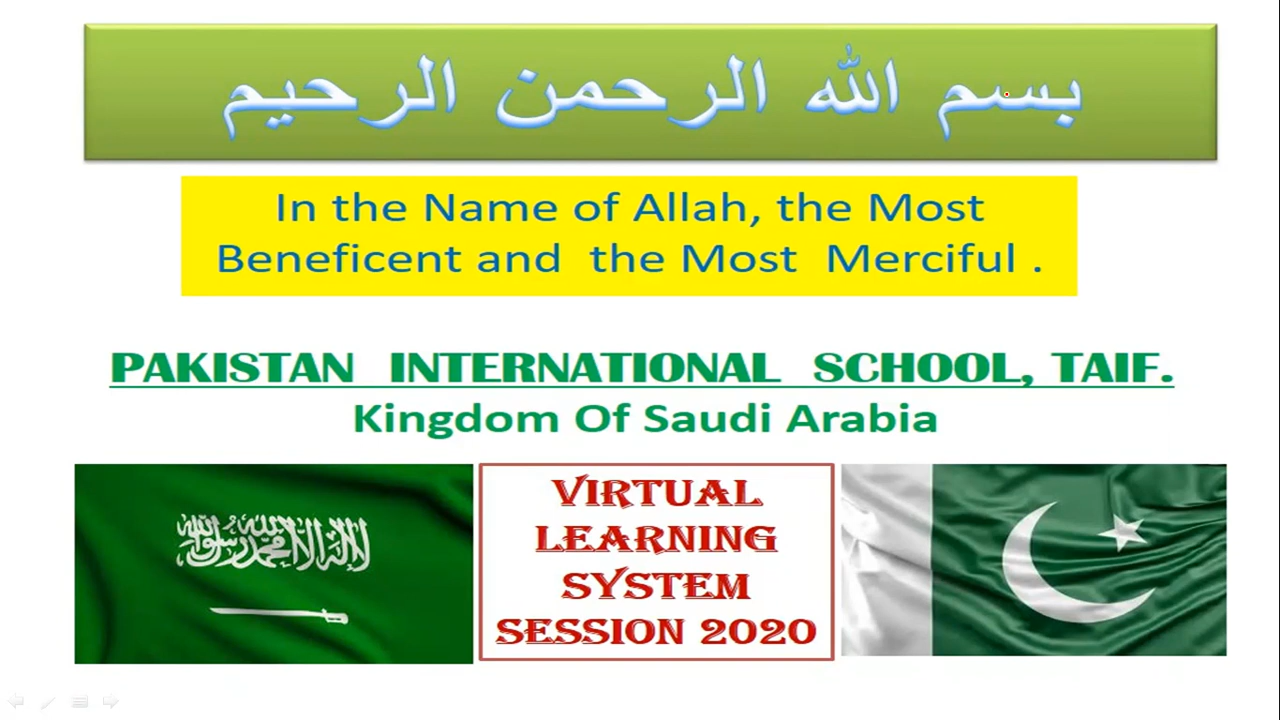 بسم الله الرحمن الرحيم
In the Name of Allah, the Most
Beneficent and the Most Merciful .
PAKISTAN INTERNATIONAL SCHOOL, TAIF.
Kingdom Of Saudi Arabia
لا إله إلا الله محمد رسول الله
VIRTUAL
LEARNING
SYSTEM
SESSION 2020